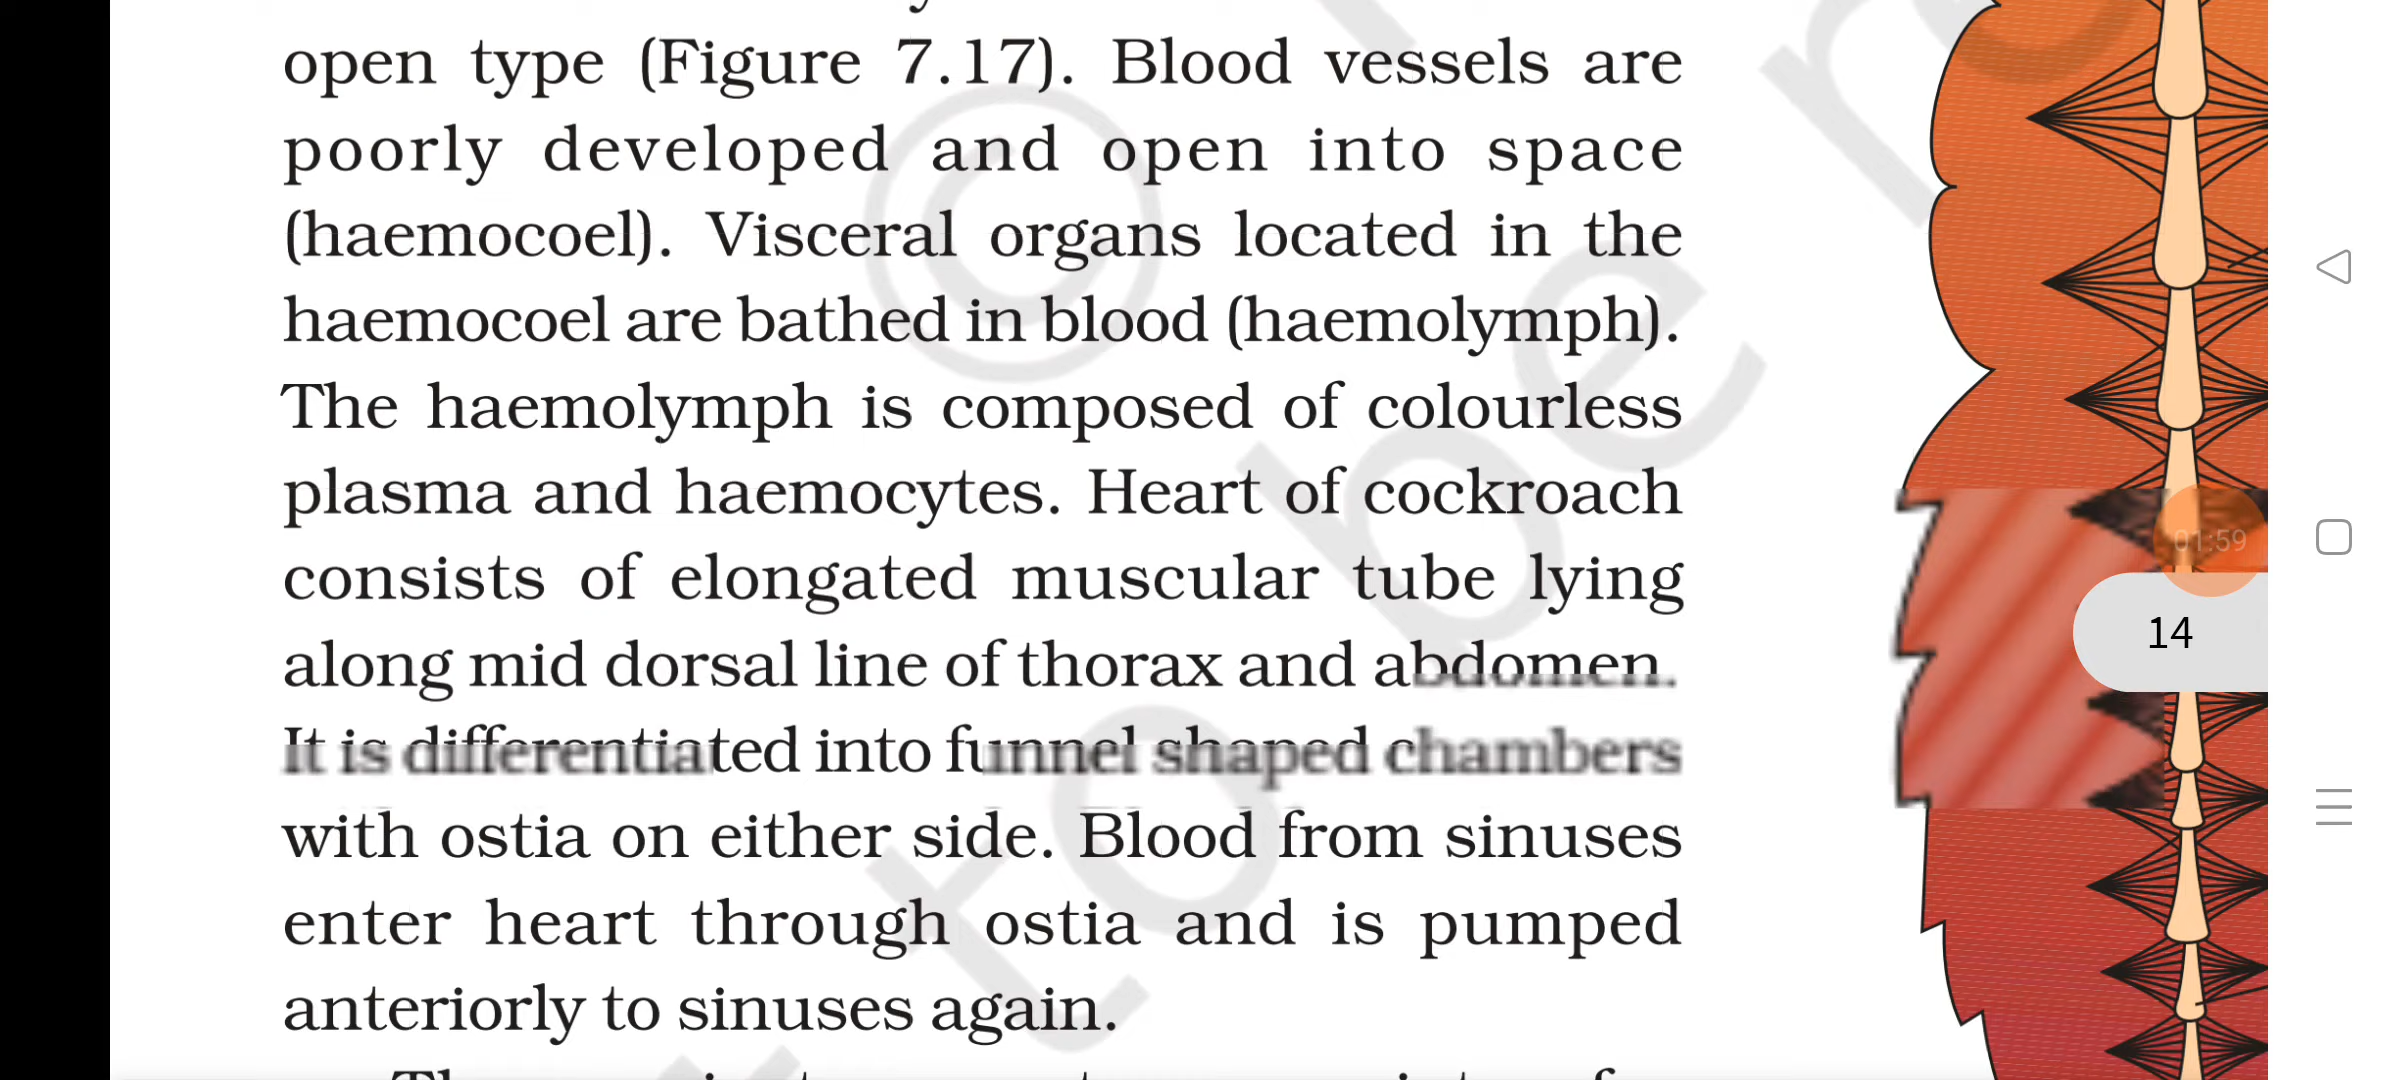 open type (Figure 7.17). Blood vessels are
poorly developed and open into space
(haemocoel). Visceral organs located in the
haemocoel are bathed in blood (haemolymph).
The haemolymph is composed of colourless
plasma and haemocytes. Heart of cockroach
consists of elongated muscular tube lying
along mid dorsal line of thorax and abdomen.
It is differentiated into funnel shaped chambers
with ostia on either side. Blood from sinuses
enter heart through ostia and is pumped
anteriorly to sinuses again.
01:59
14
to be